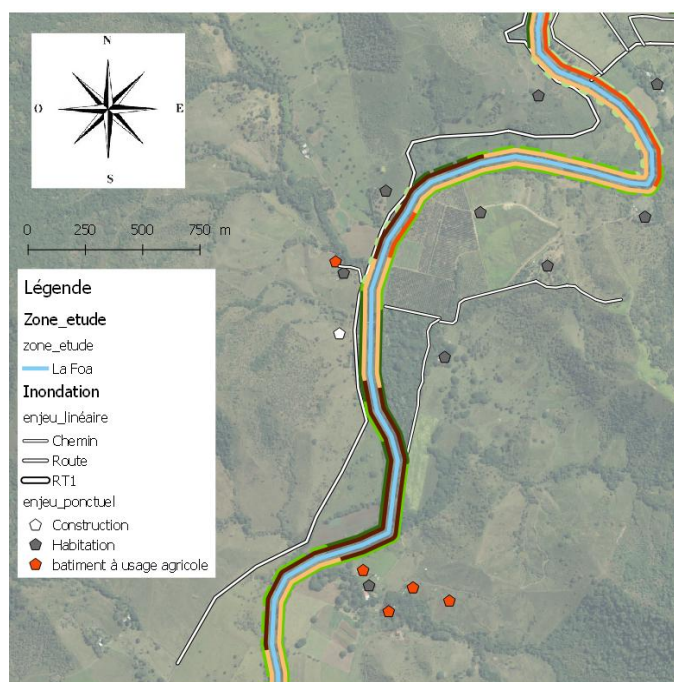 N
O E
S
0 250 500 750 m
Légende
Zone_etude
zone_etude
La Foa
Inondation
enjeu_linéaire
Chemin
Route
RT1
enjeu_ponctuel
Construction
Habitation
batiment à usage agricole